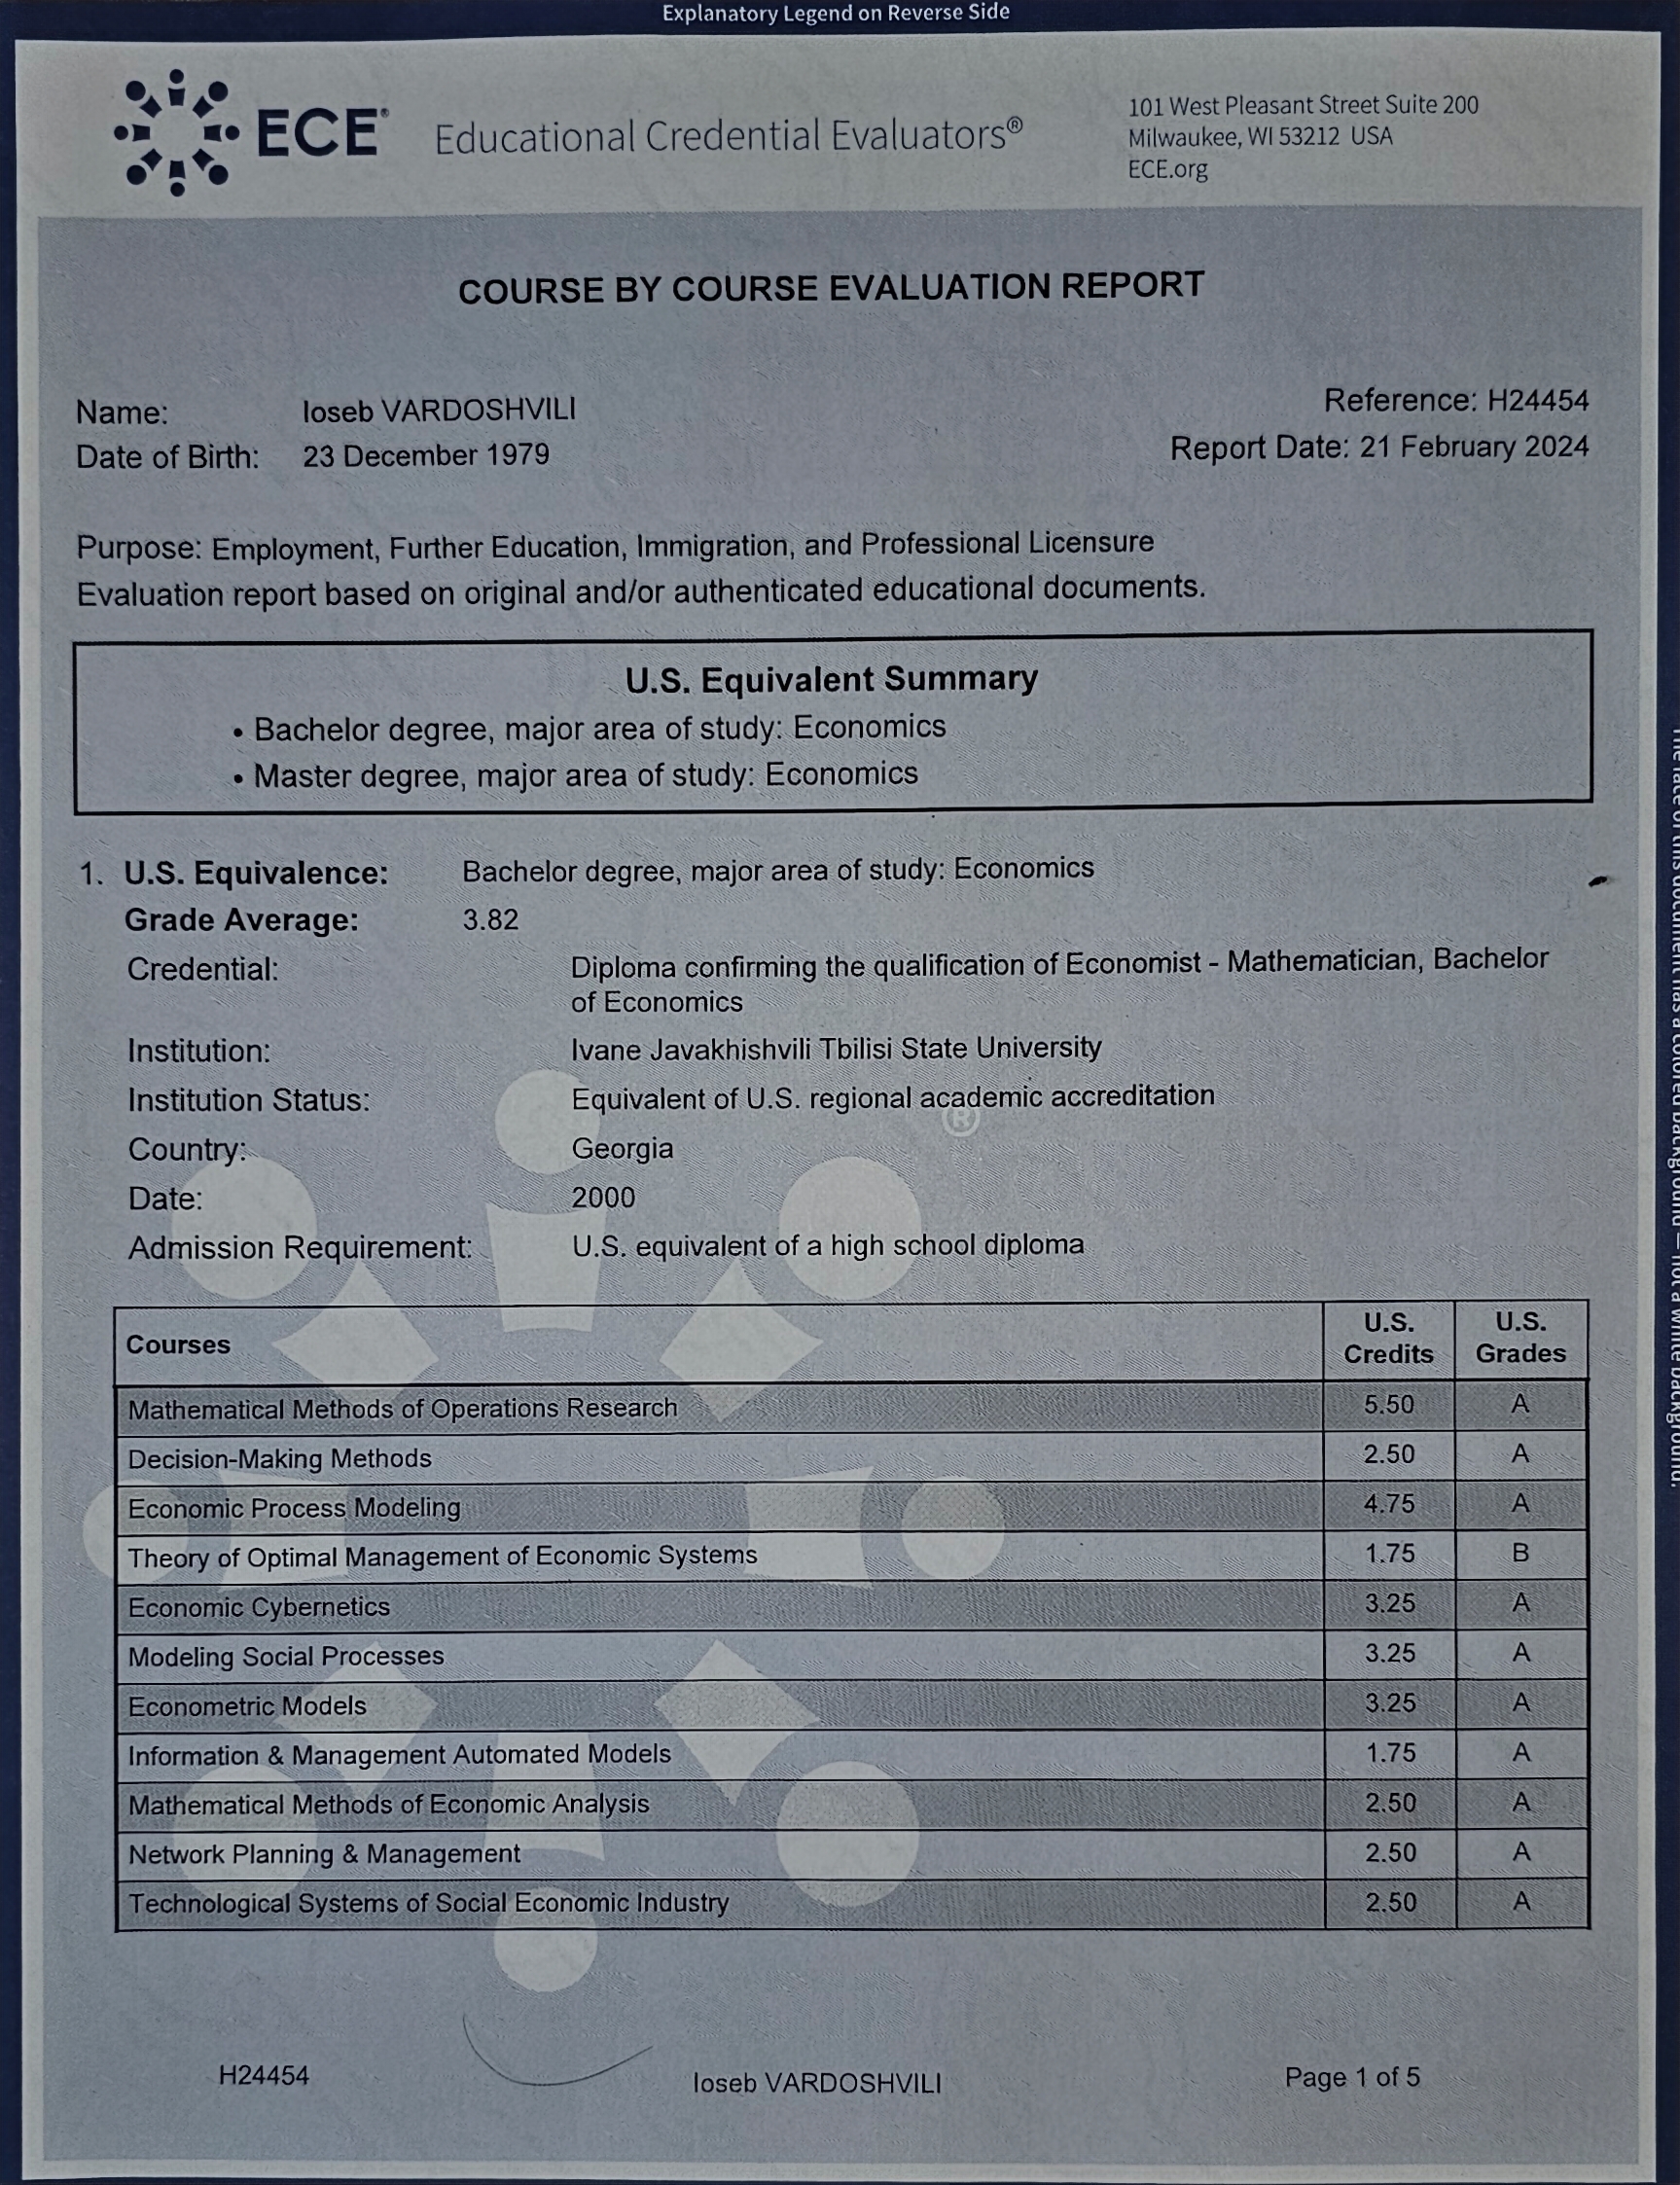 Explanatory Legend on Reverse Side
ECE®
Educational Credential Evaluators®
101 West Pleasant Street Suite 200
Milwaukee, WI 53212 USA
ECE.org
COURSE BY COURSE EVALUATION REPORT
Name: Ioseb VARDOSHVILI
Date of Birth: 23 December 1979
Reference: H24454
Report Date: 21 February 2024
Purpose: Employment, Further Education, Immigration, and Professional Licensure
Evaluation report based on original and/or authenticated educational documents.
U.S. Equivalent Summary
• Bachelor degree, major area of study: Economics
• Master degree, major area of study: Economics
1. U.S. Equivalence: Bachelor degree, major area of study: Economics
Grade Average: 3.82
Credential: Diploma confirming the qualification of Economist - Mathematician, Bachelor
of Economics
Institution: Ivane Javakhishvili Tbilisi State University
Institution Status: Equivalent of U.S. regional academic accreditation
Country: Georgia
Date: 2000
Admission Requirement: U.S. equivalent of a high school diploma
Courses U.S. Credits U.S. Grades
Mathematical Methods of Operations Research 5.50 A
Decision-Making Methods 2.50 A
Economic Process Modeling 4.75 A
Theory of Optimal Management of Economic Systems 1.75 B
Economic Cybernetics 3.25 A
Modeling Social Processes 3.25 A
Econometric Models 3.25 A
Information & Management Automated Models 1.75 A
Mathematical Methods of Economic Analysis 2.50 A
Network Planning & Management 2.50 A
Technological Systems of Social Economic Industry 2.50 A
H24454 Ioseb VARDOSHVILI Page 1 of 5
The face of this document has a colored background – not a white background.
®